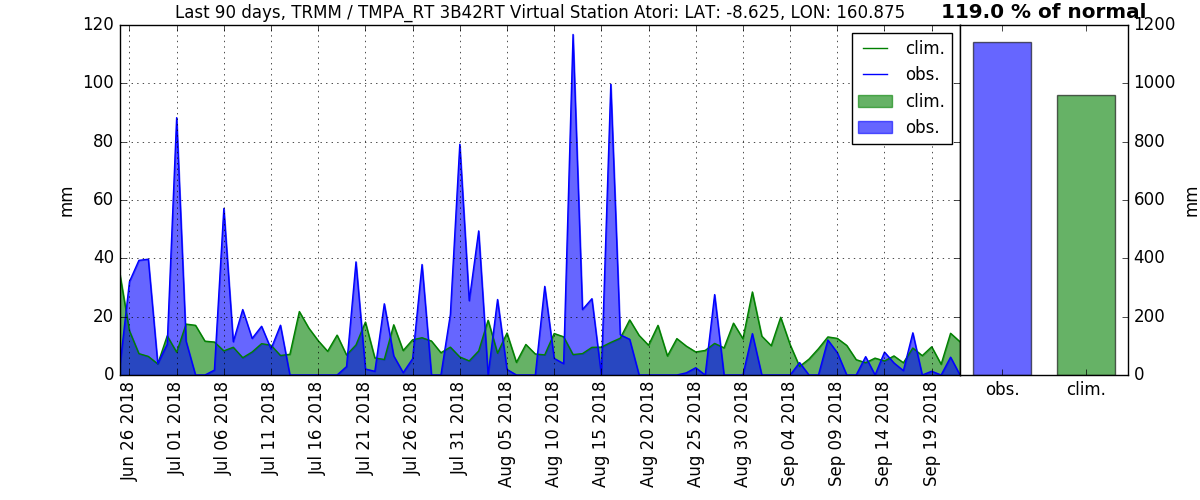 Last 90 days, TRMM / TMPA_RT 3B42RT Virtual Station Atori: LAT: -8.625, LON: 160.875
119.0 % of normal
mm
120
100
80
60
40
20
0
clim.
obs.
clim.
obs.
1200
1000
800
600
400
200
0
mm
Jun 26 2018
Jul 01 2018
Jul 06 2018
Jul 11 2018
Jul 16 2018
Jul 21 2018
Jul 26 2018
Jul 31 2018
Aug 05 2018
Aug 10 2018
Aug 15 2018
Aug 20 2018
Aug 25 2018
Aug 30 2018
Sep 04 2018
Sep 09 2018
Sep 14 2018
Sep 19 2018
obs.
clim.